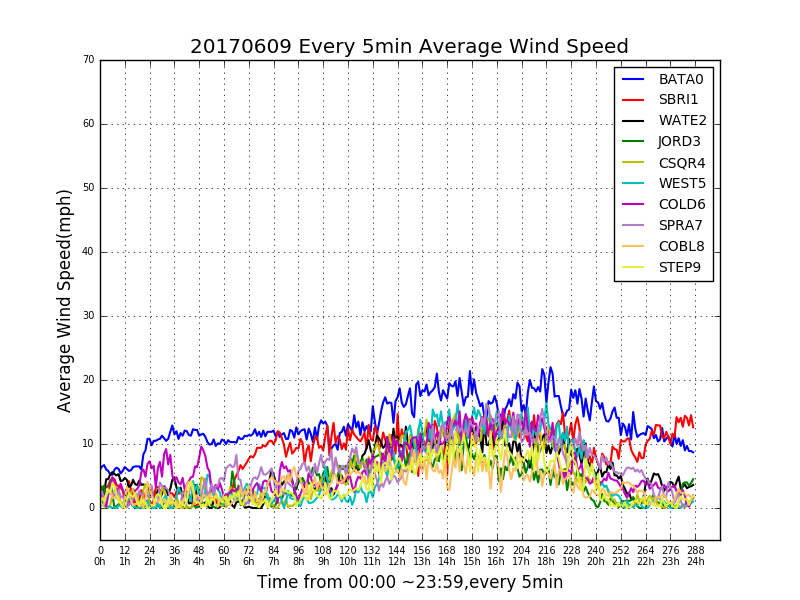 20170609 Every 5min Average Wind Speed
70
60
50
40
30
20
10
0
Average Wind Speed(mph)
BATA0
SBRI1
WATE2
JORD3
CSQR4
WEST5
COLD6
SPRA7
COBL8
STEP9
0 12 24 36 48 60 72 84 96 108 120 132 144 156 168 180 192 204 216 228 240 252 264 276 288
0h 1h 2h 3h 4h 5h 6h 7h 8h 9h 10h 11h 12h 13h 14h 15h 16h 17h 18h 19h 20h 21h 22h 23h 24h
Time from 00:00 ~23:59,every 5min